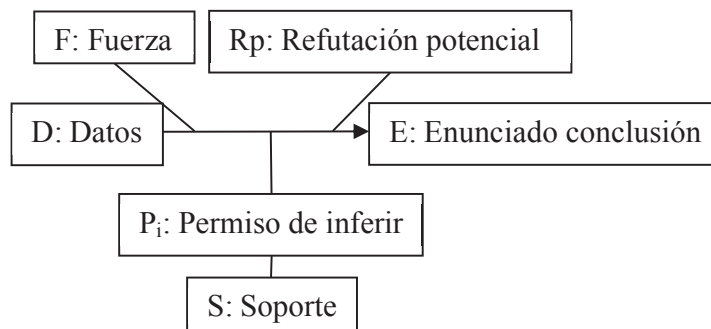 F: Fuerza
Rp: Refutación potencial
D: Datos
E: Enunciado conclusión
Pi: Permiso de inferir
S: Soporte